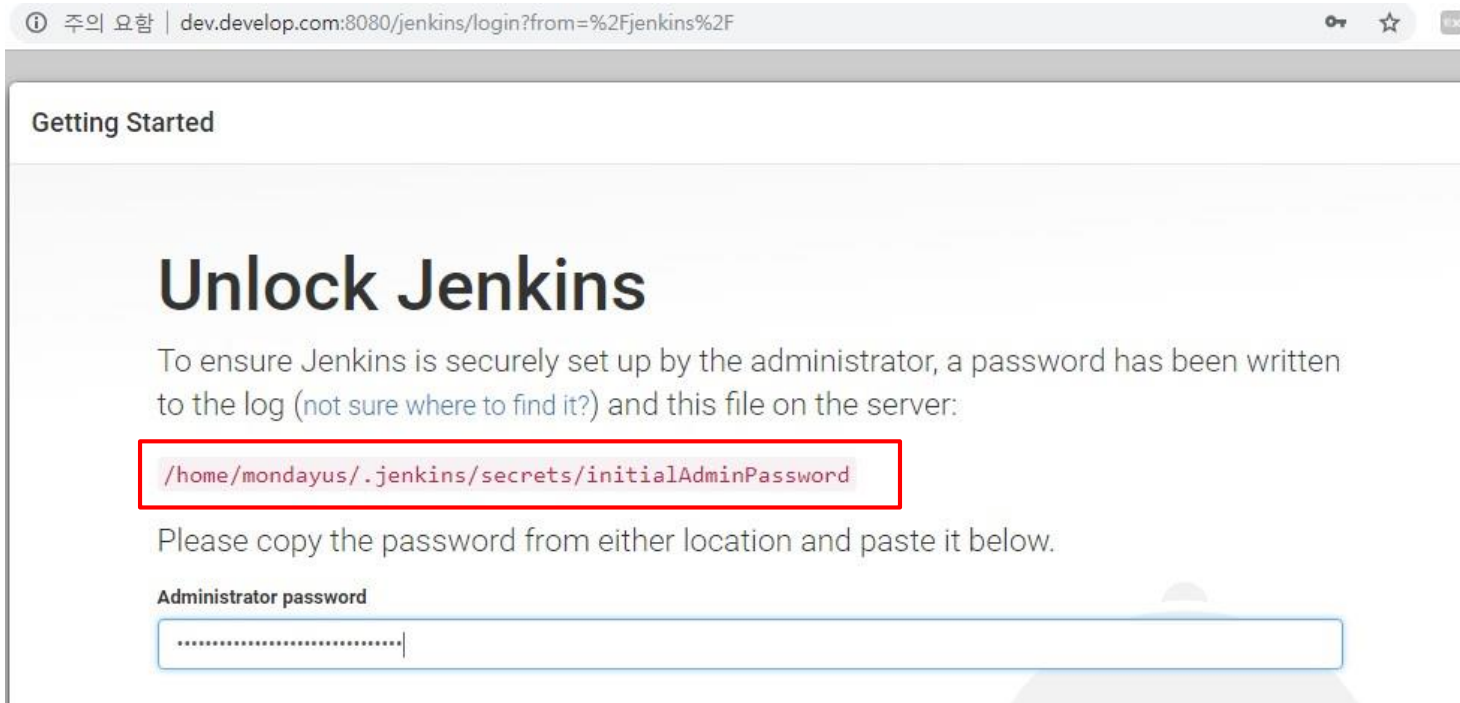 주의 요함 | dev.develop.com:8080/jenkins/login?from=%2Fjenkins%2F
Getting Started
Unlock Jenkins
To ensure Jenkins is securely set up by the administrator, a password has been written
to the log (not sure where to find it?) and this file on the server:
/home/mondayus/.jenkins/secrets/initialAdminPassword
Please copy the password from either location and paste it below.
Administrator password
••••••••••••••••••••••••••••••••